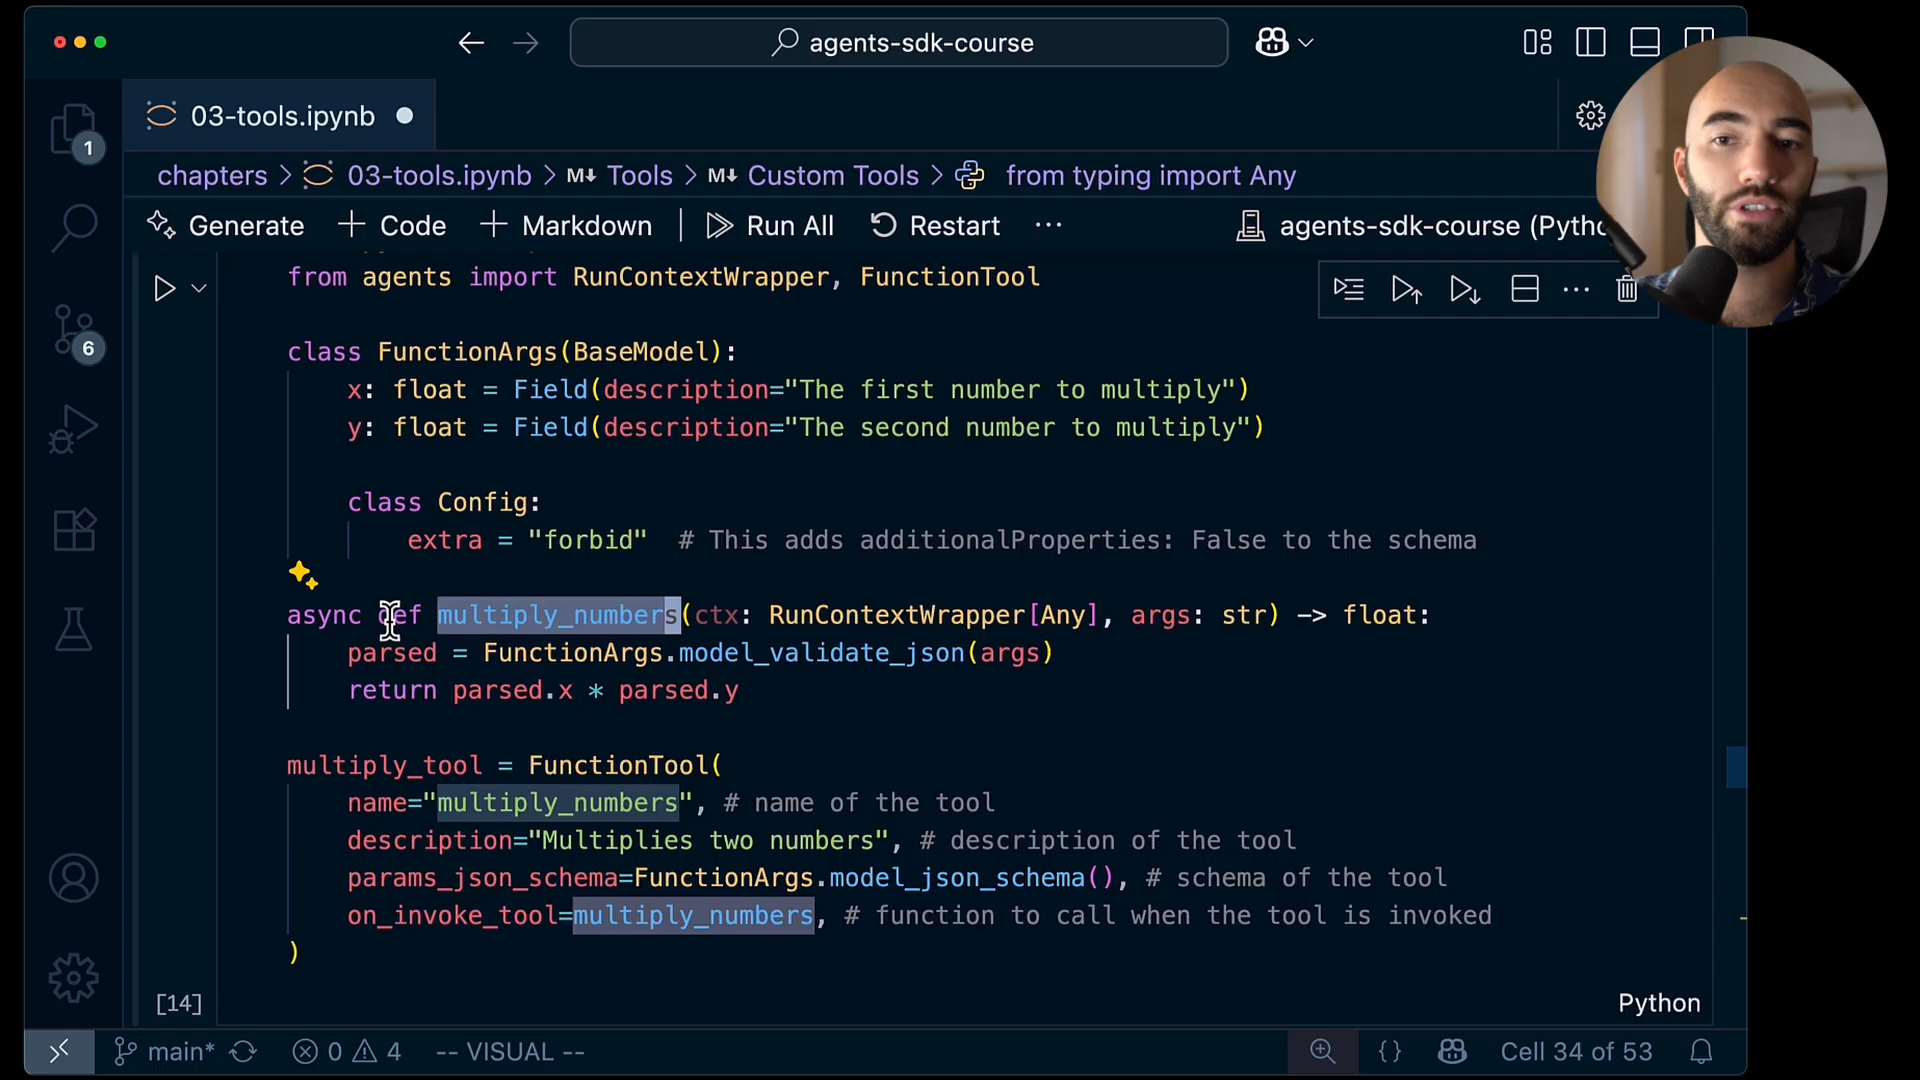 agents-sdk-course
03-tools.ipynb
1
chapters > 03-tools.ipynb > M↓ Tools > M↓ Custom Tools > from typing import Any
Generate + Code + Markdown | Run All Restart ··· agents-sdk-course (Pytho
from agents import RunContextWrapper, FunctionTool
class FunctionArgs(BaseModel):
x: float = Field(description="The first number to multiply")
y: float = Field(description="The second number to multiply")
6
class Config:
extra = "forbid"  # This adds additionalProperties: False to the schema
async def multiply_numbers(ctx: RunContextWrapper[Any], args: str) -> float:
parsed = FunctionArgs.model_validate_json(args)
return parsed.x * parsed.y
multiply_tool = FunctionTool(
name="multiply_numbers", # name of the tool
description="Multiplies two numbers", # description of the tool
params_json_schema=FunctionArgs.model_json_schema(), # schema of the tool
on_invoke_tool=multiply_numbers, # function to call when the tool is invoked
)
[14]
Python
main* 0 4 -- VISUAL -- {} Cell 34 of 53